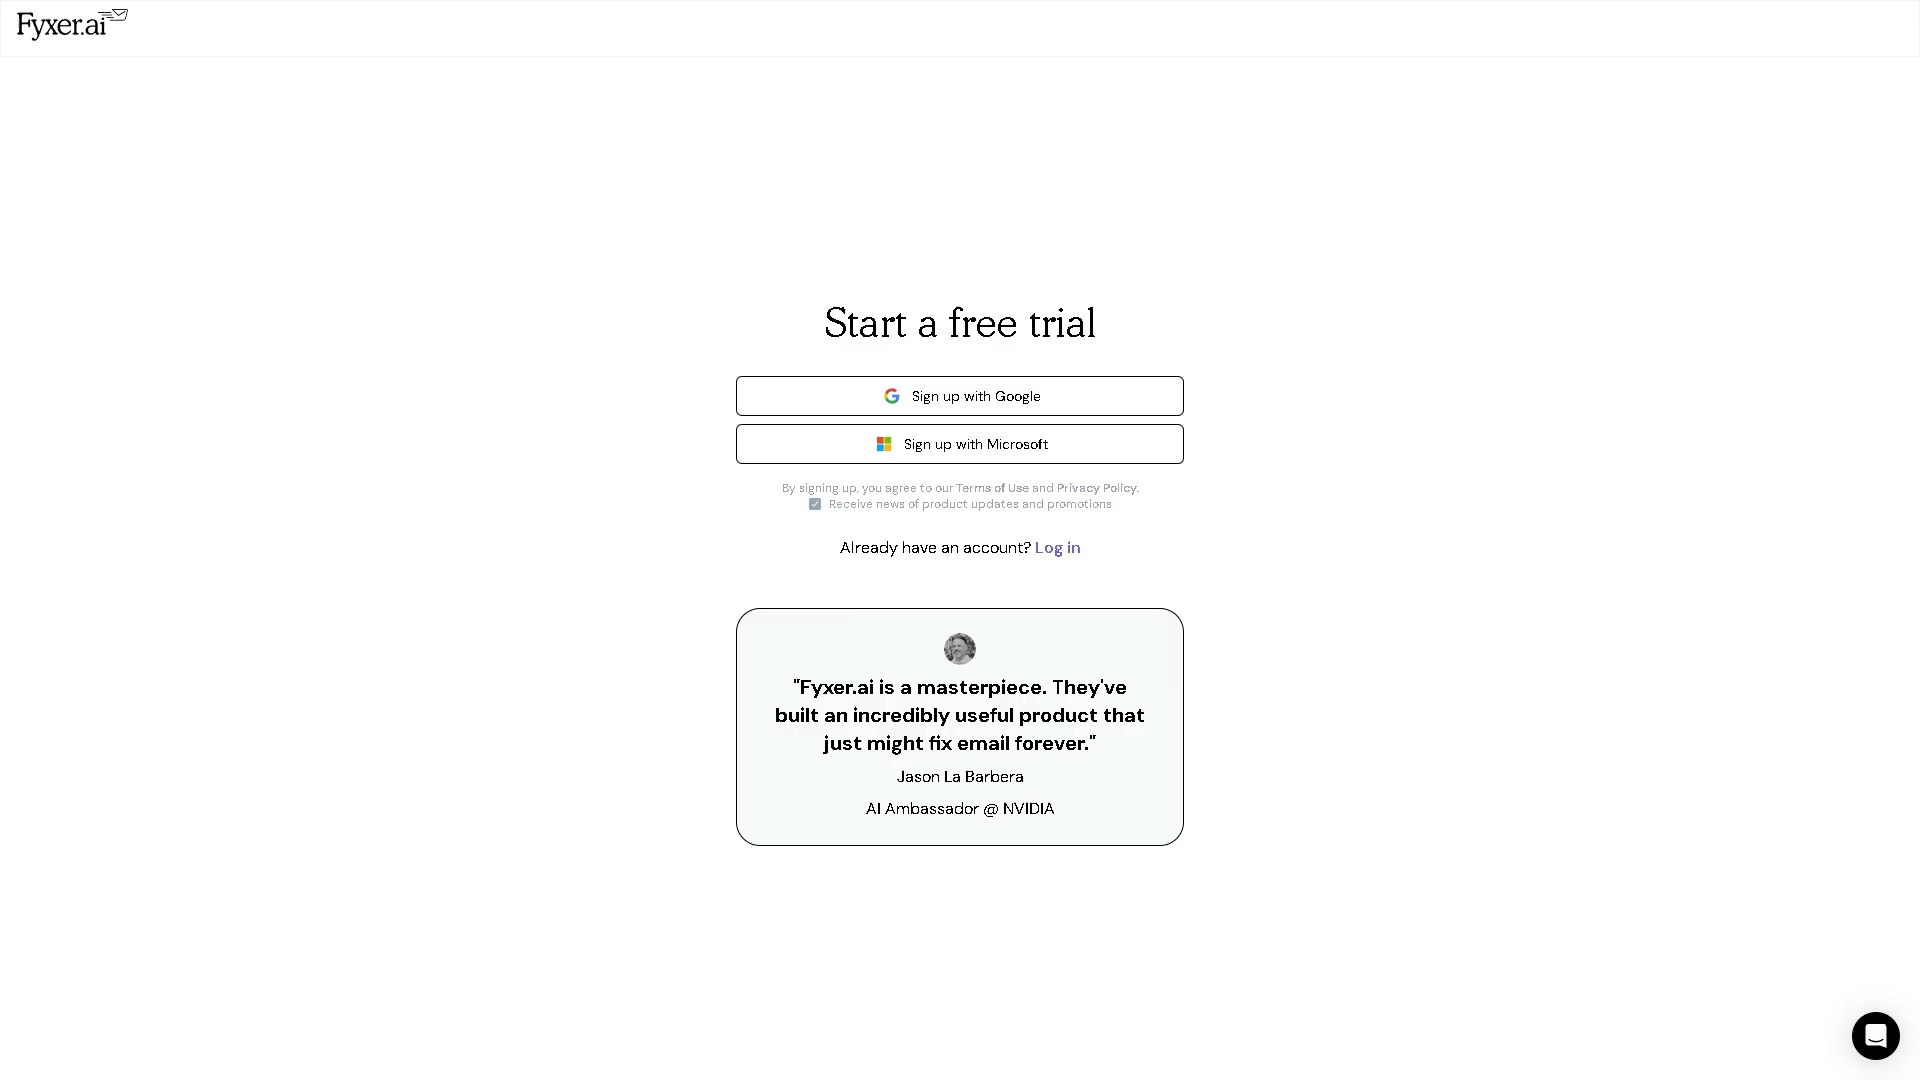 Fyxer.ai
Start a free trial
Sign up with Google
Sign up with Microsoft
By signing up, you agree to our Terms of Use and Privacy Policy.
Receive news of product updates and promotions
Already have an account? Log in
"Fyxer.ai is a masterpiece. They've
built an incredibly useful product that
just might fix email forever."
Jason La Barbera
AI Ambassador @ NVIDIA